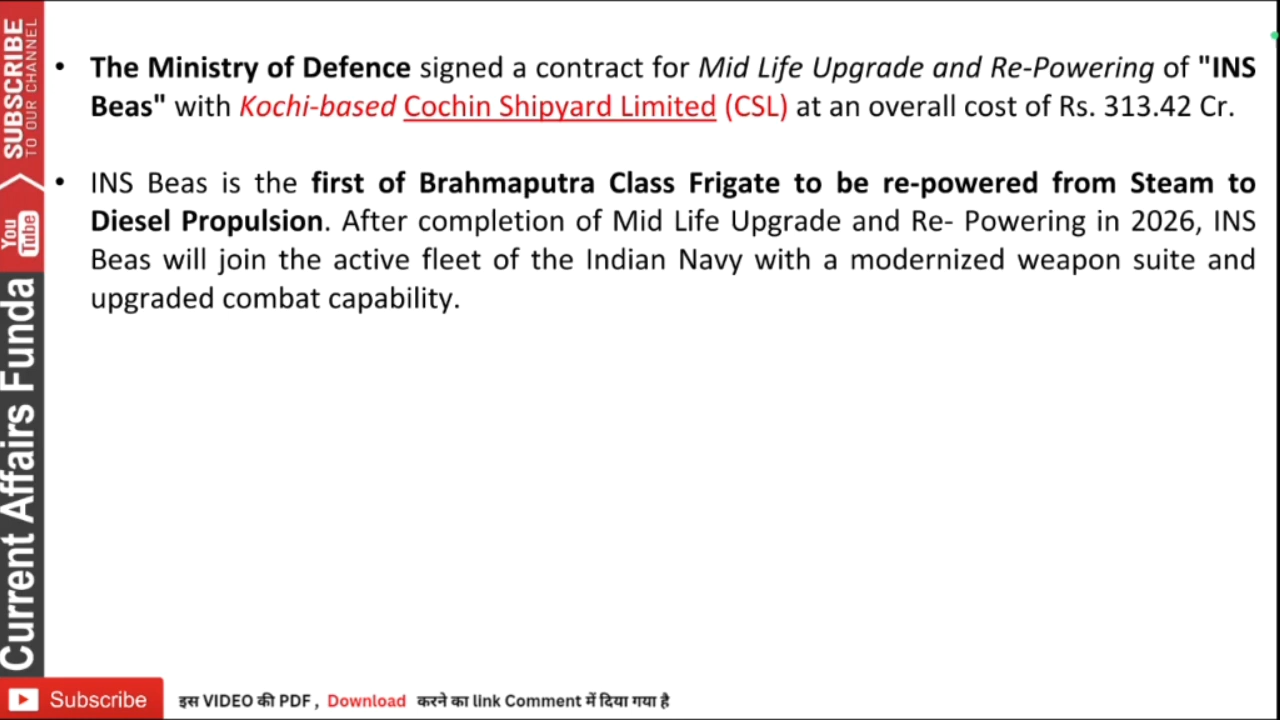 • The Ministry of Defence signed a contract for Mid Life Upgrade and Re-Powering of "INS
Beas" with Kochi-based Cochin Shipyard Limited (CSL) at an overall cost of Rs. 313.42 Cr.
• INS Beas is the first of Brahmaputra Class Frigate to be re-powered from Steam to
Diesel Propulsion. After completion of Mid Life Upgrade and Re- Powering in 2026, INS
Beas will join the active fleet of the Indian Navy with a modernized weapon suite and
upgraded combat capability.
SUBSCRIBE
TO OUR CHANNEL
You
Tube
Current Affairs Funda
Subscribe
इस VIDEO की PDF , Download करने का link Comment में दिया गया है